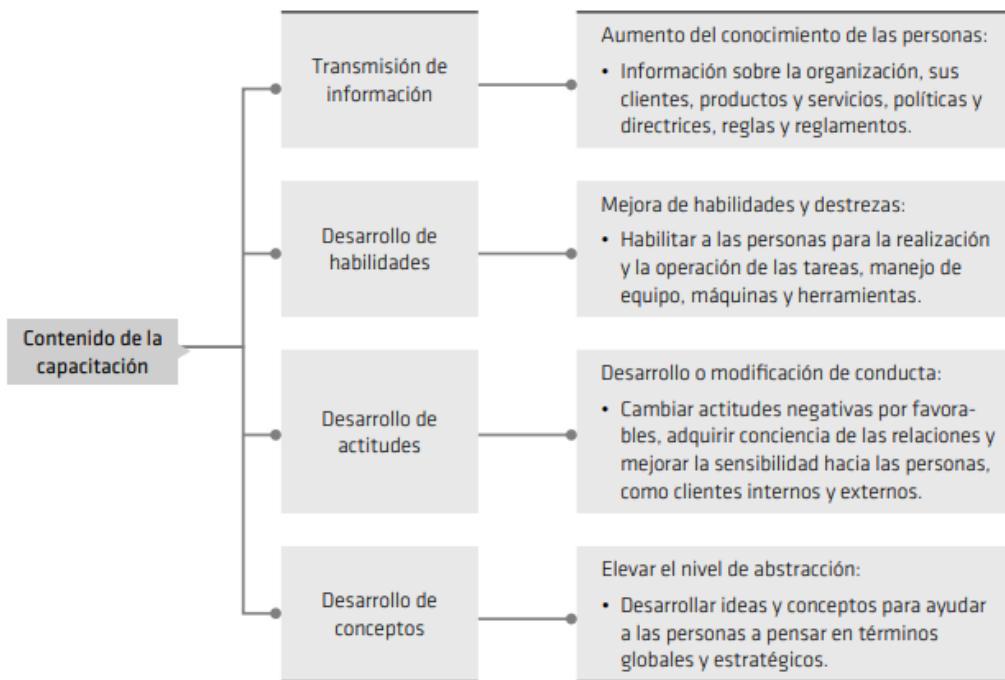 Contenido de la
capacitación
Transmisión de
información
Aumento del conocimiento de las personas:
• Información sobre la organización, sus
clientes, productos y servicios, políticas y
directrices, reglas y reglamentos.
Desarrollo de
habilidades
Mejora de habilidades y destrezas:
• Habilitar a las personas para la realización
y la operación de las tareas, manejo de
equipo, máquinas y herramientas.
Desarrollo de
actitudes
Desarrollo o modificación de conducta:
• Cambiar actitudes negativas por favora-
bles, adquirir conciencia de las relaciones y
mejorar la sensibilidad hacia las personas,
como clientes internos y externos.
Desarrollo de
conceptos
Elevar el nivel de abstracción:
• Desarrollar ideas y conceptos para ayudar
a las personas a pensar en términos
globales y estratégicos.